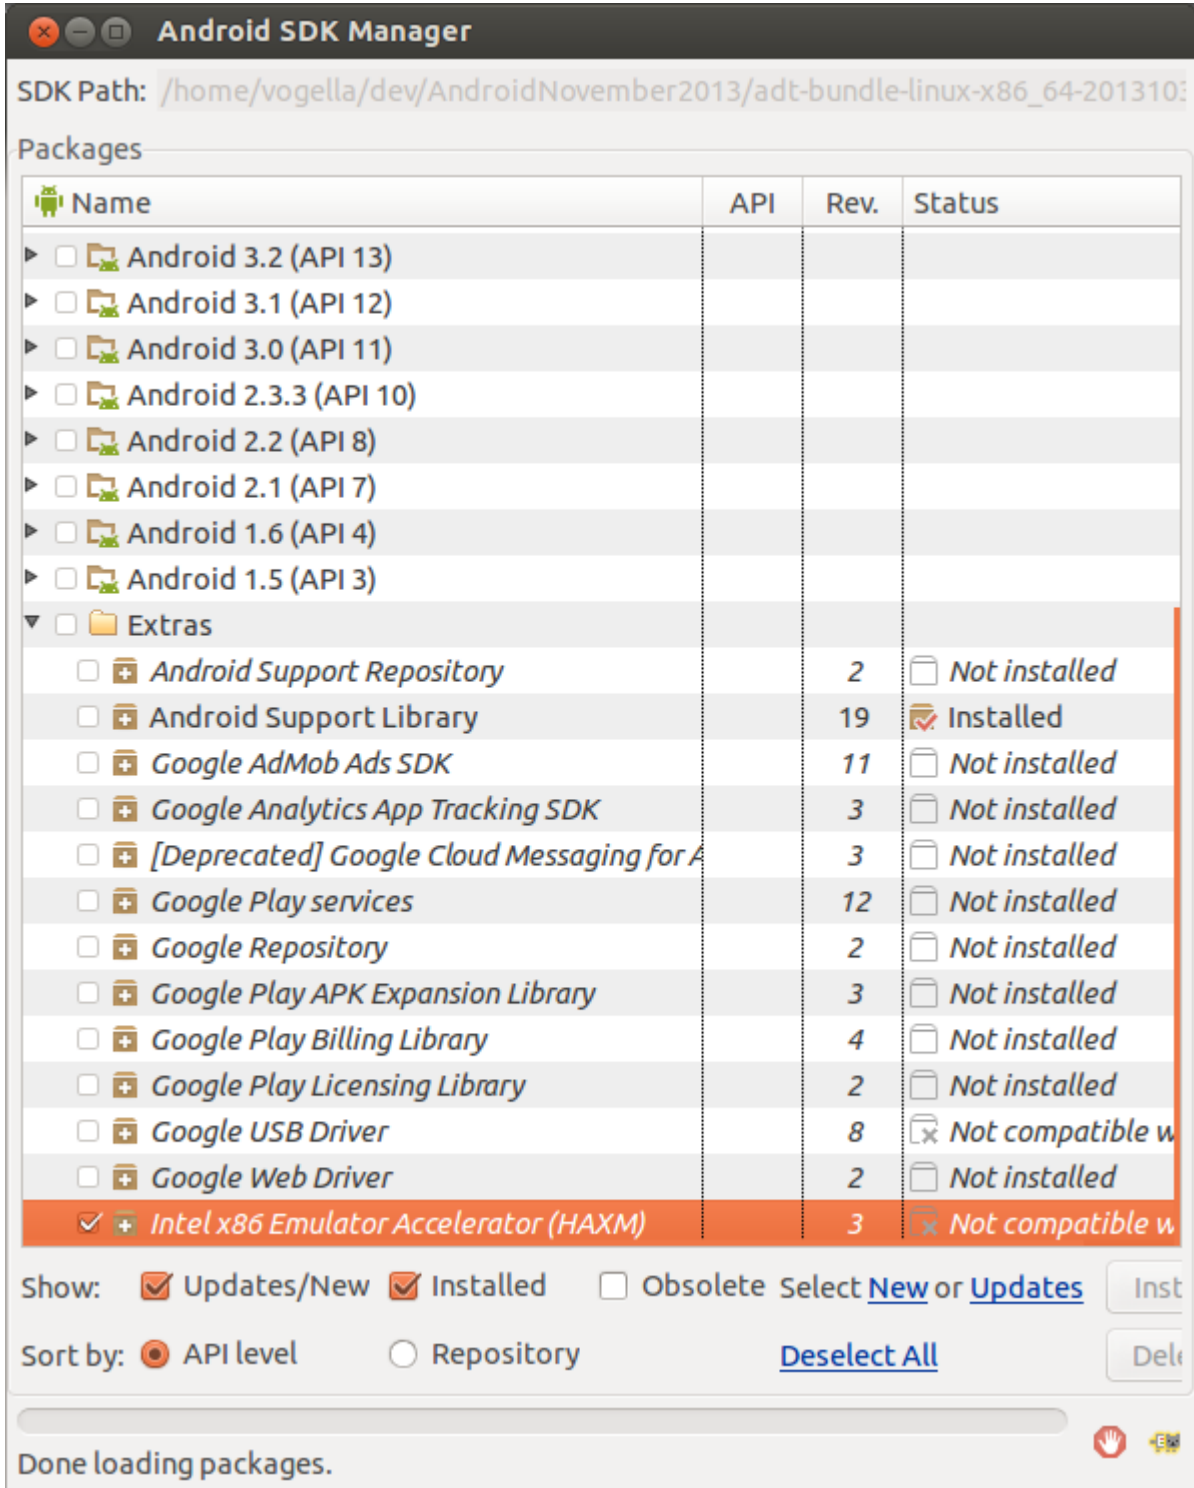 Android SDK Manager
SDK Path: /home/vogella/dev/AndroidNovember2013/adt-bundle-linux-x86_64-2013103
Packages
Name API Rev. Status
Android 3.2 (API 13)
Android 3.1 (API 12)
Android 3.0 (API 11)
Android 2.3.3 (API 10)
Android 2.2 (API 8)
Android 2.1 (API 7)
Android 1.6 (API 4)
Android 1.5 (API 3)
Extras
Android Support Repository 2 Not installed
Android Support Library 19 Installed
Google AdMob Ads SDK 11 Not installed
Google Analytics App Tracking SDK 3 Not installed
[Deprecated] Google Cloud Messaging for A 3 Not installed
Google Play services 12 Not installed
Google Repository 2 Not installed
Google Play APK Expansion Library 3 Not installed
Google Play Billing Library 4 Not installed
Google Play Licensing Library 2 Not installed
Google USB Driver 8 Not compatible w
Google Web Driver 2 Not installed
Intel x86 Emulator Accelerator (HAXM) 3 Not compatible w
Show: Updates/New Installed Obsolete Select New or Updates Inst
Sort by: API level Repository Deselect All Dele
Done loading packages.